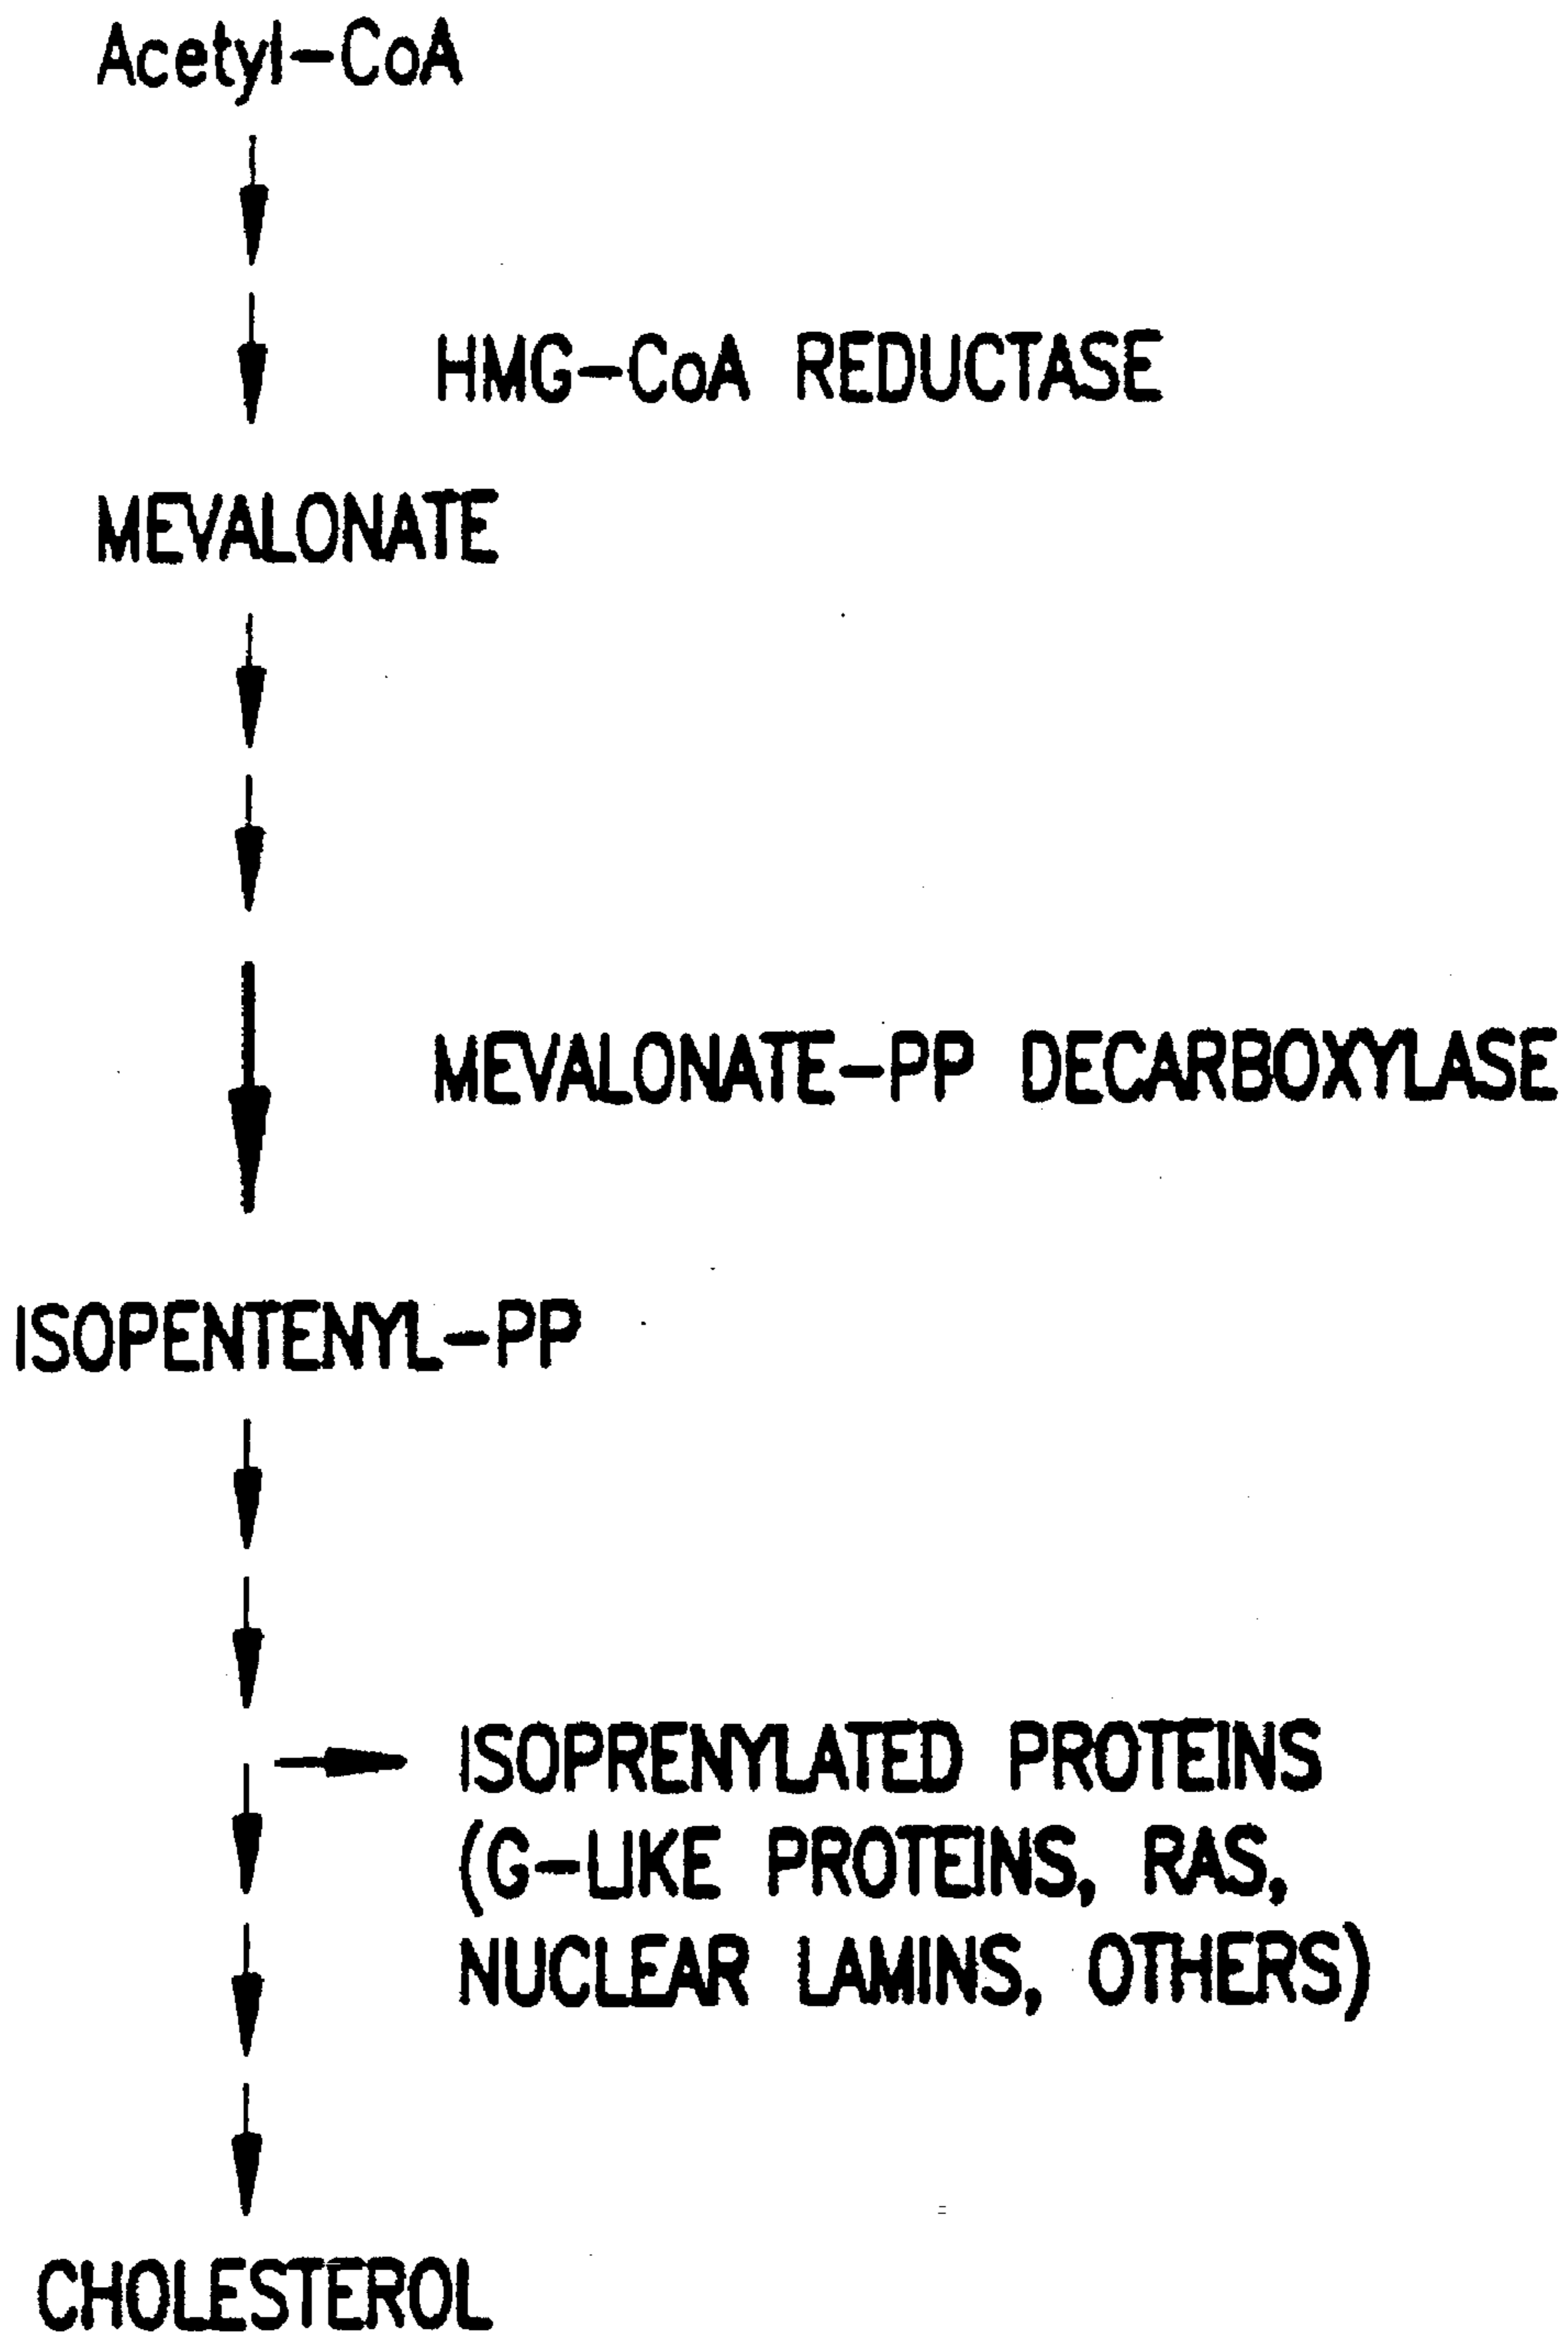 Acetyl-CoA
HMG-CoA REDUCTASE
MEVALONATE
MEVALONATE-PP DECARBOXYLASE
ISOPENTENYL-PP
ISOPRENYLATED PROTEINS
(G-LIKE PROTEINS, RAS,
NUCLEAR LAMINS, OTHERS)
CHOLESTEROL